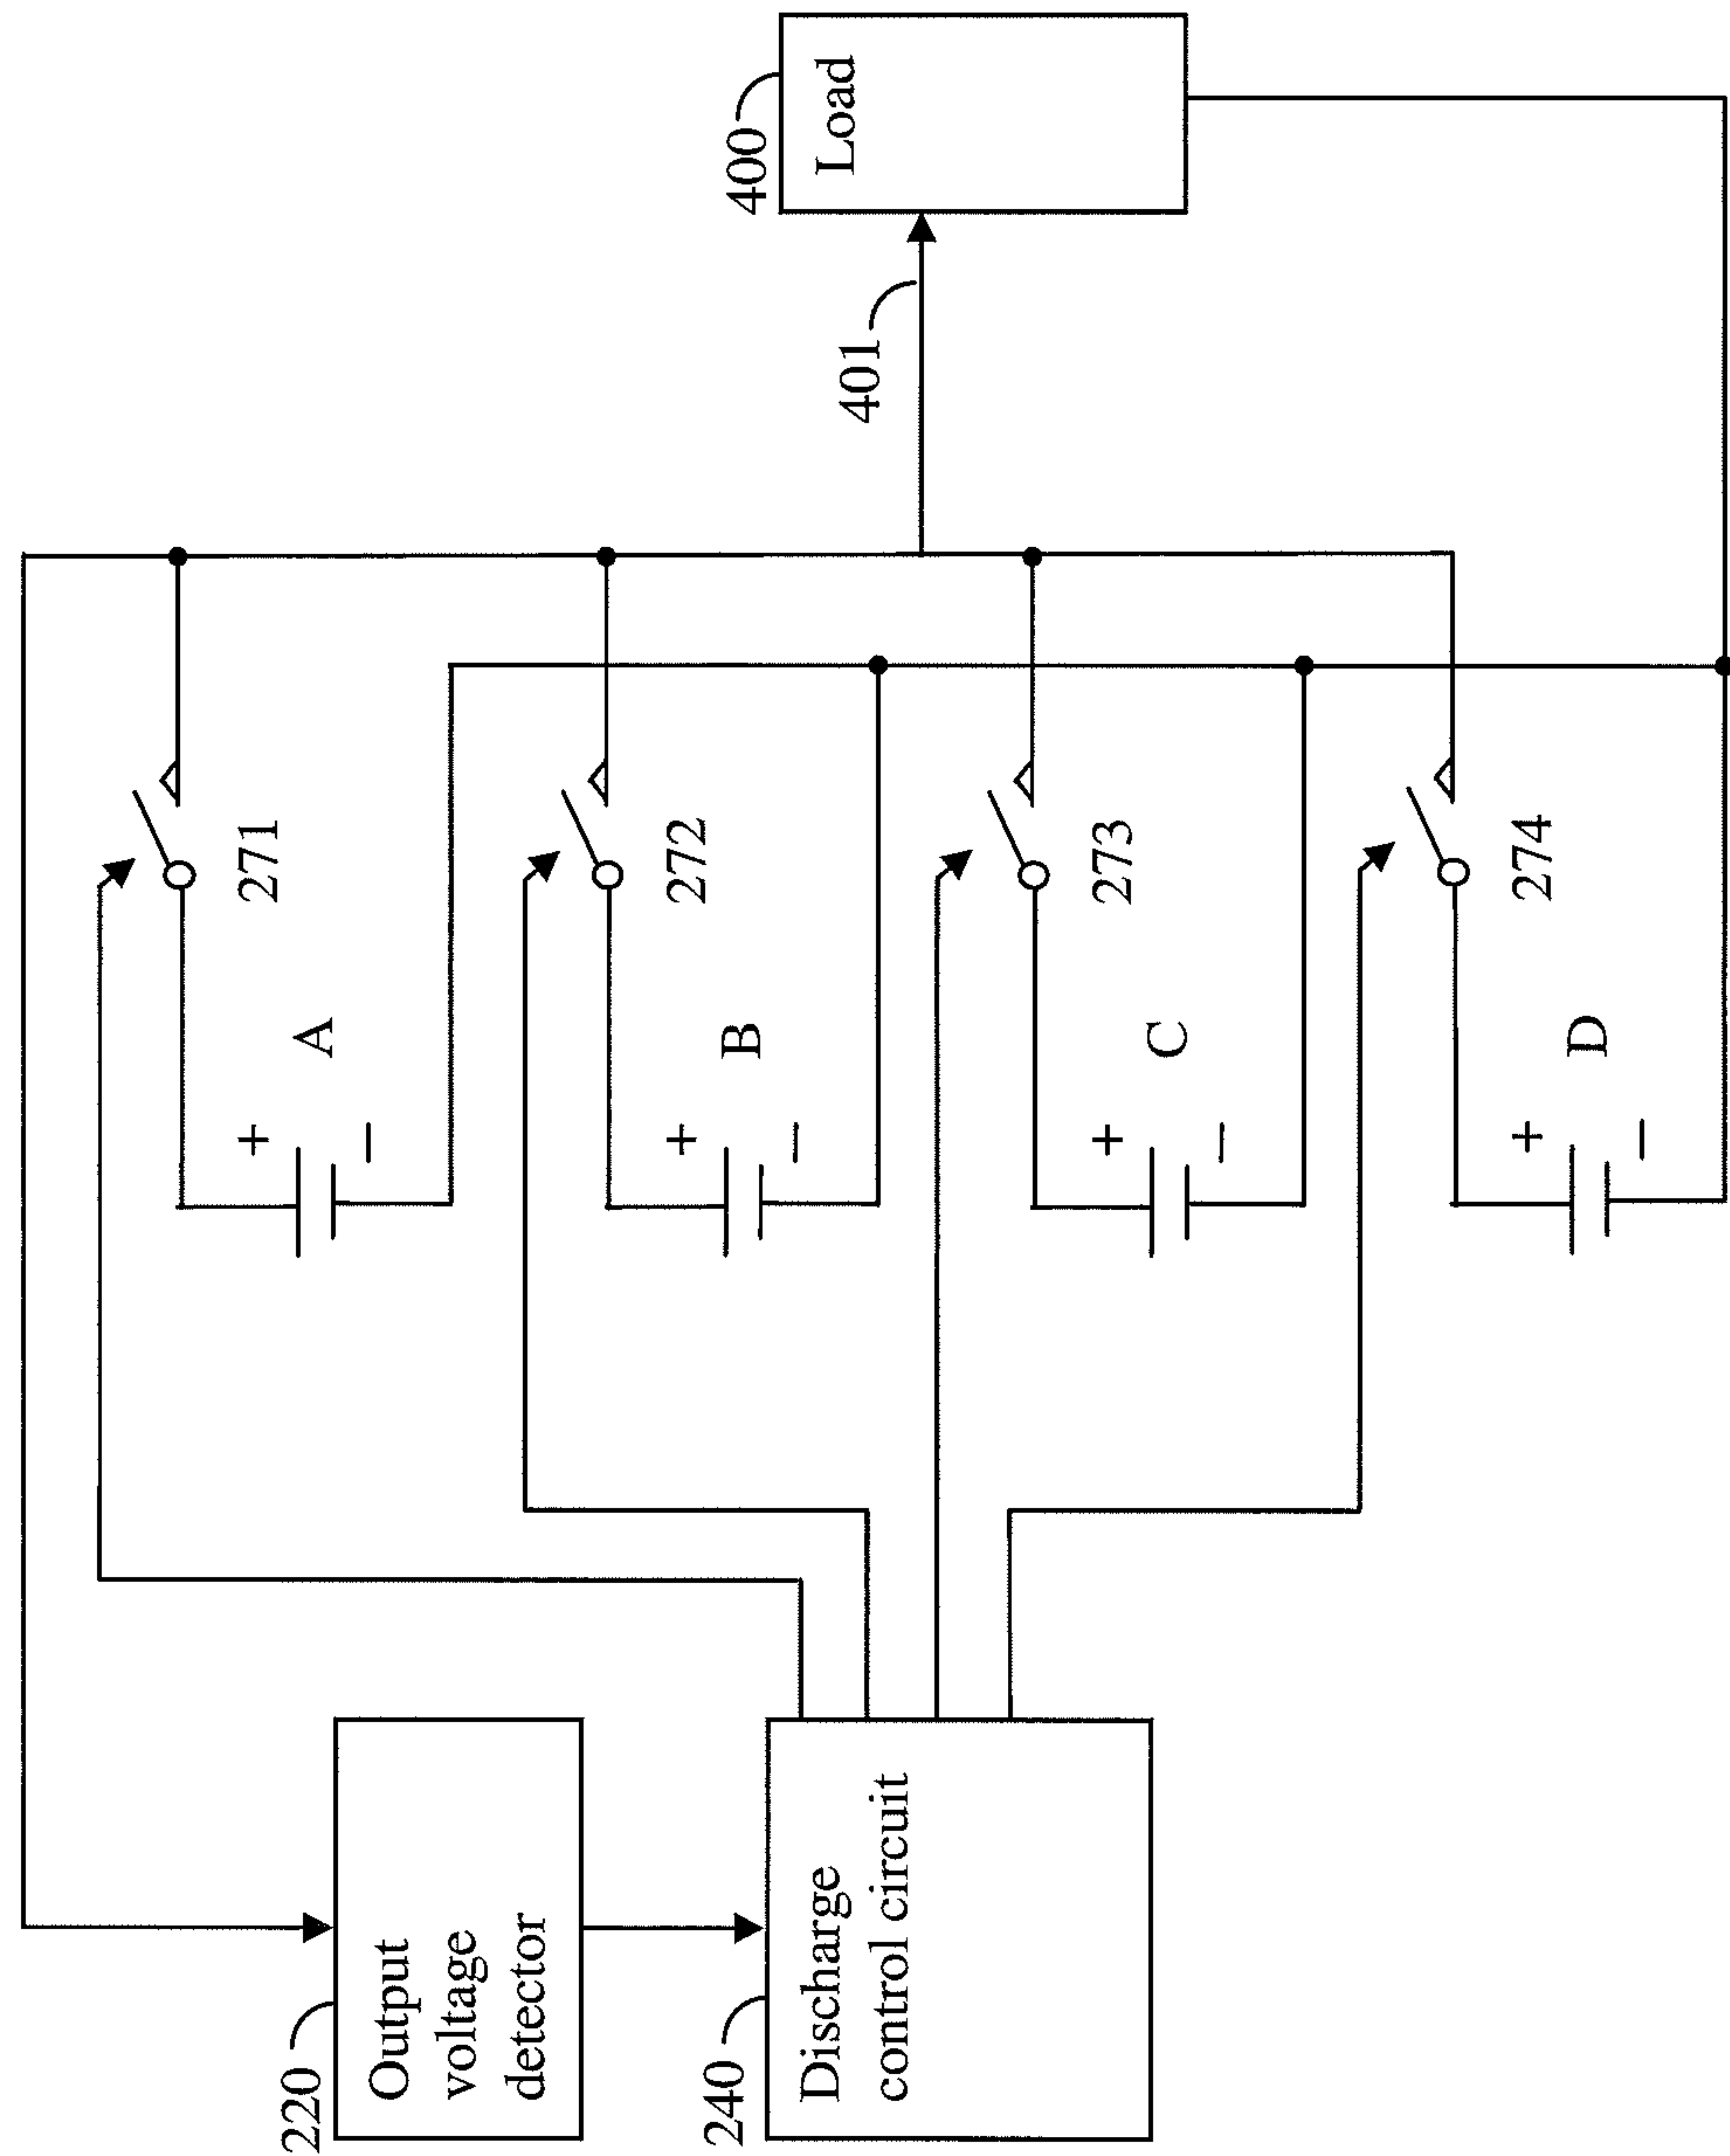 220
Output
voltage
detector
240
Discharge
control circuit
A
+
−
271
B
+
−
272
C
+
−
273
D
+
−
274
401
400
Load